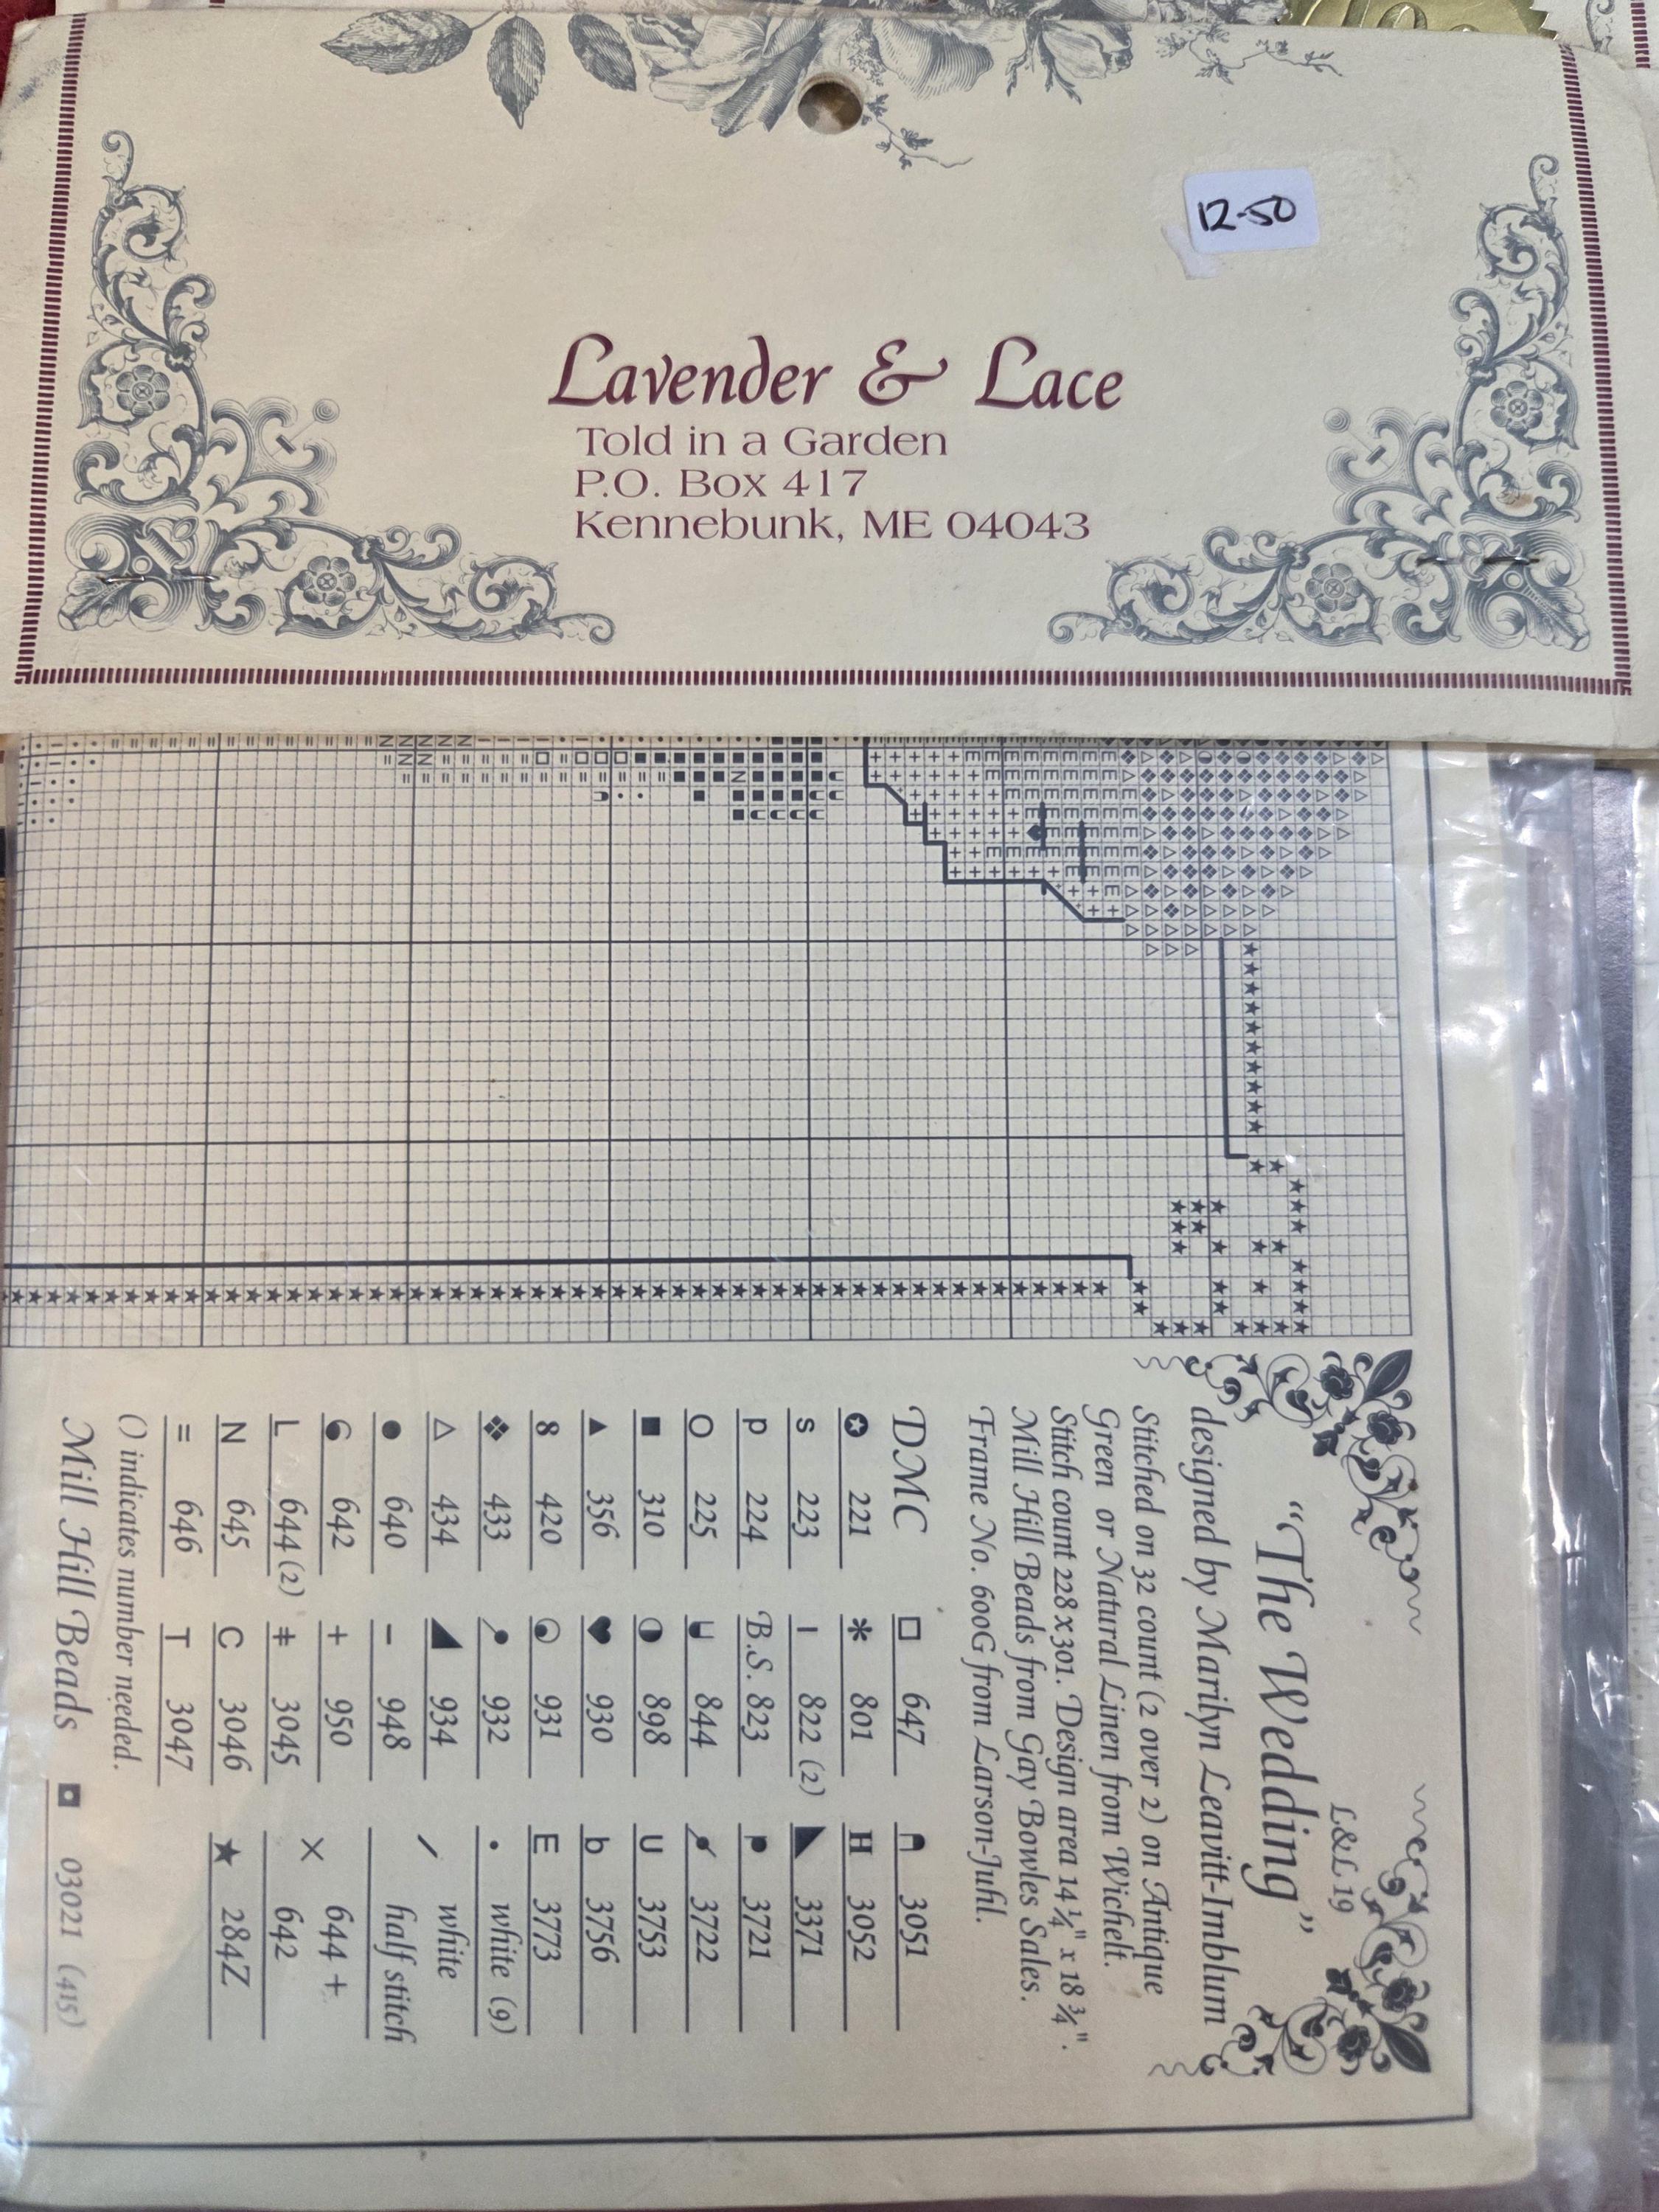 12-50
Lavender & Lace
Told in a Garden
P.O. Box 417
Kennebunk, ME 04043
L&L 19
“The Wedding”
designed by Marilyn Leavitt-Imblum
Stitched on 32 count (2 over 2) on Antique
Green or Natural Linen from Wichelt.
Stitch count 228 x 301. Design area 14 1/4" x 18 3/4".
Mill Hill Beads from Gay Bowles Sales.
Frame No. 600G from Larson-Juhl.
DMC
✪ 221
s 223
p 224
O 225
■ 310
▲ 356
8 420
❖ 433
△ 434
● 640
6 642
L 644 (2)
N 645
= 646
□ 647
* 801
I 822 (2)
B.S. 823
844
◑ 898
♥ 930
931
932
◢ 934
– 948
+ 950
ǂ 3045
C 3046
T 3047
3051
H 3052
◣ 3371
3721
3722
U 3753
b 3756
E 3773
• white (9)
/ white
half stitch
X 644 +
642
★ 284Z
() indicates number needed.
Mill Hill Beads ◘ 03021 (415)